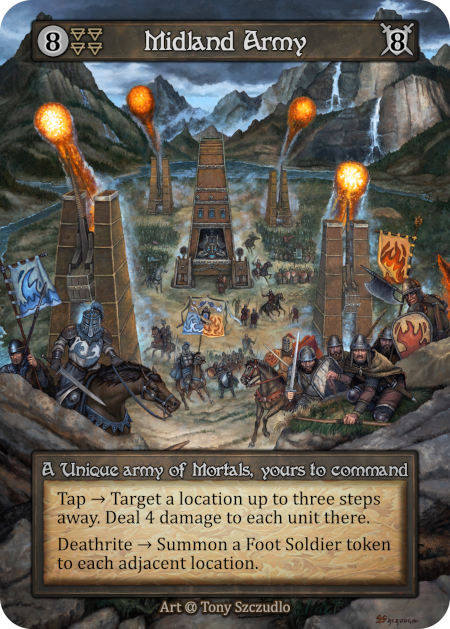 8 Midland Army 8
A Unique army of Mortals, yours to command
Tap → Target a location up to three steps
away. Deal 4 damage to each unit there.
Deathrite → Summon a Foot Soldier token
to each adjacent location.
Art @ Tony Szczudlo